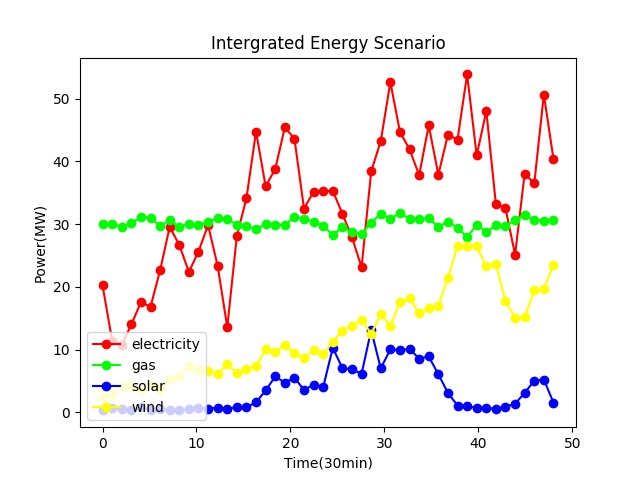 Intergrated Energy Scenario
Power(MW)
50
40
30
20
10
0
electricity
gas
solar
wind
0 10 20 30 40 50
Time(30min)